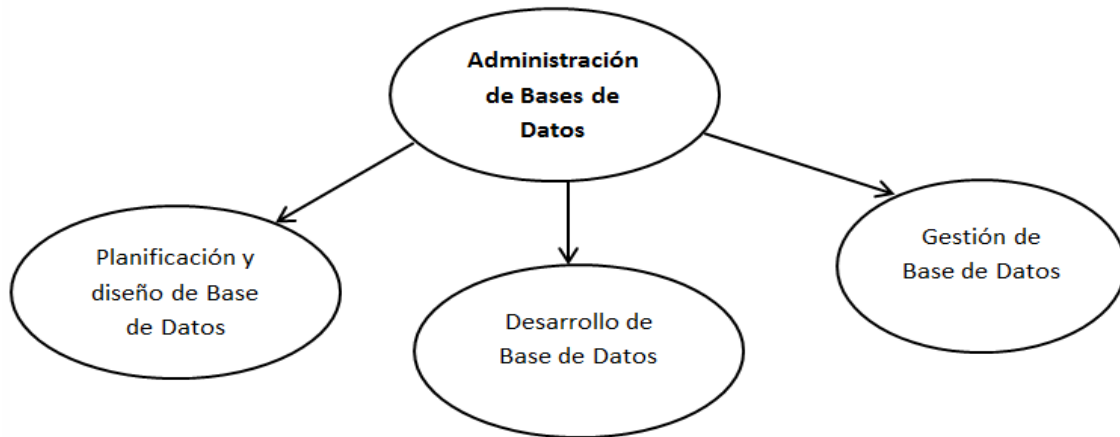 Administración
de Bases de
Datos
Planificación y
diseño de Base
de Datos
Desarrollo de
Base de Datos
Gestión de
Base de Datos